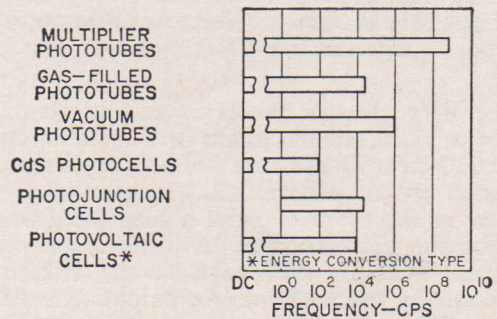 MULTIPLIER
PHOTOTUBES
GAS-FILLED
PHOTOTUBES
VACUUM
PHOTOTUBES
CdS PHOTOCELLS
PHOTOJUNCTION
CELLS
PHOTOVOLTAIC
CELLS*
*ENERGY CONVERSION TYPE
DC 10⁰ 10² 10⁴ 10⁶ 10⁸ 10¹⁰
FREQUENCY—CPS